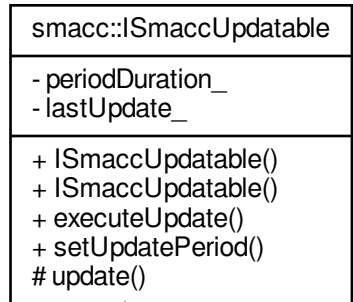 smacc::ISmaccUpdatable
- periodDuration_
- lastUpdate_
+ ISmaccUpdatable()
+ ISmaccUpdatable()
+ executeUpdate()
+ setUpdatePeriod()
# update()